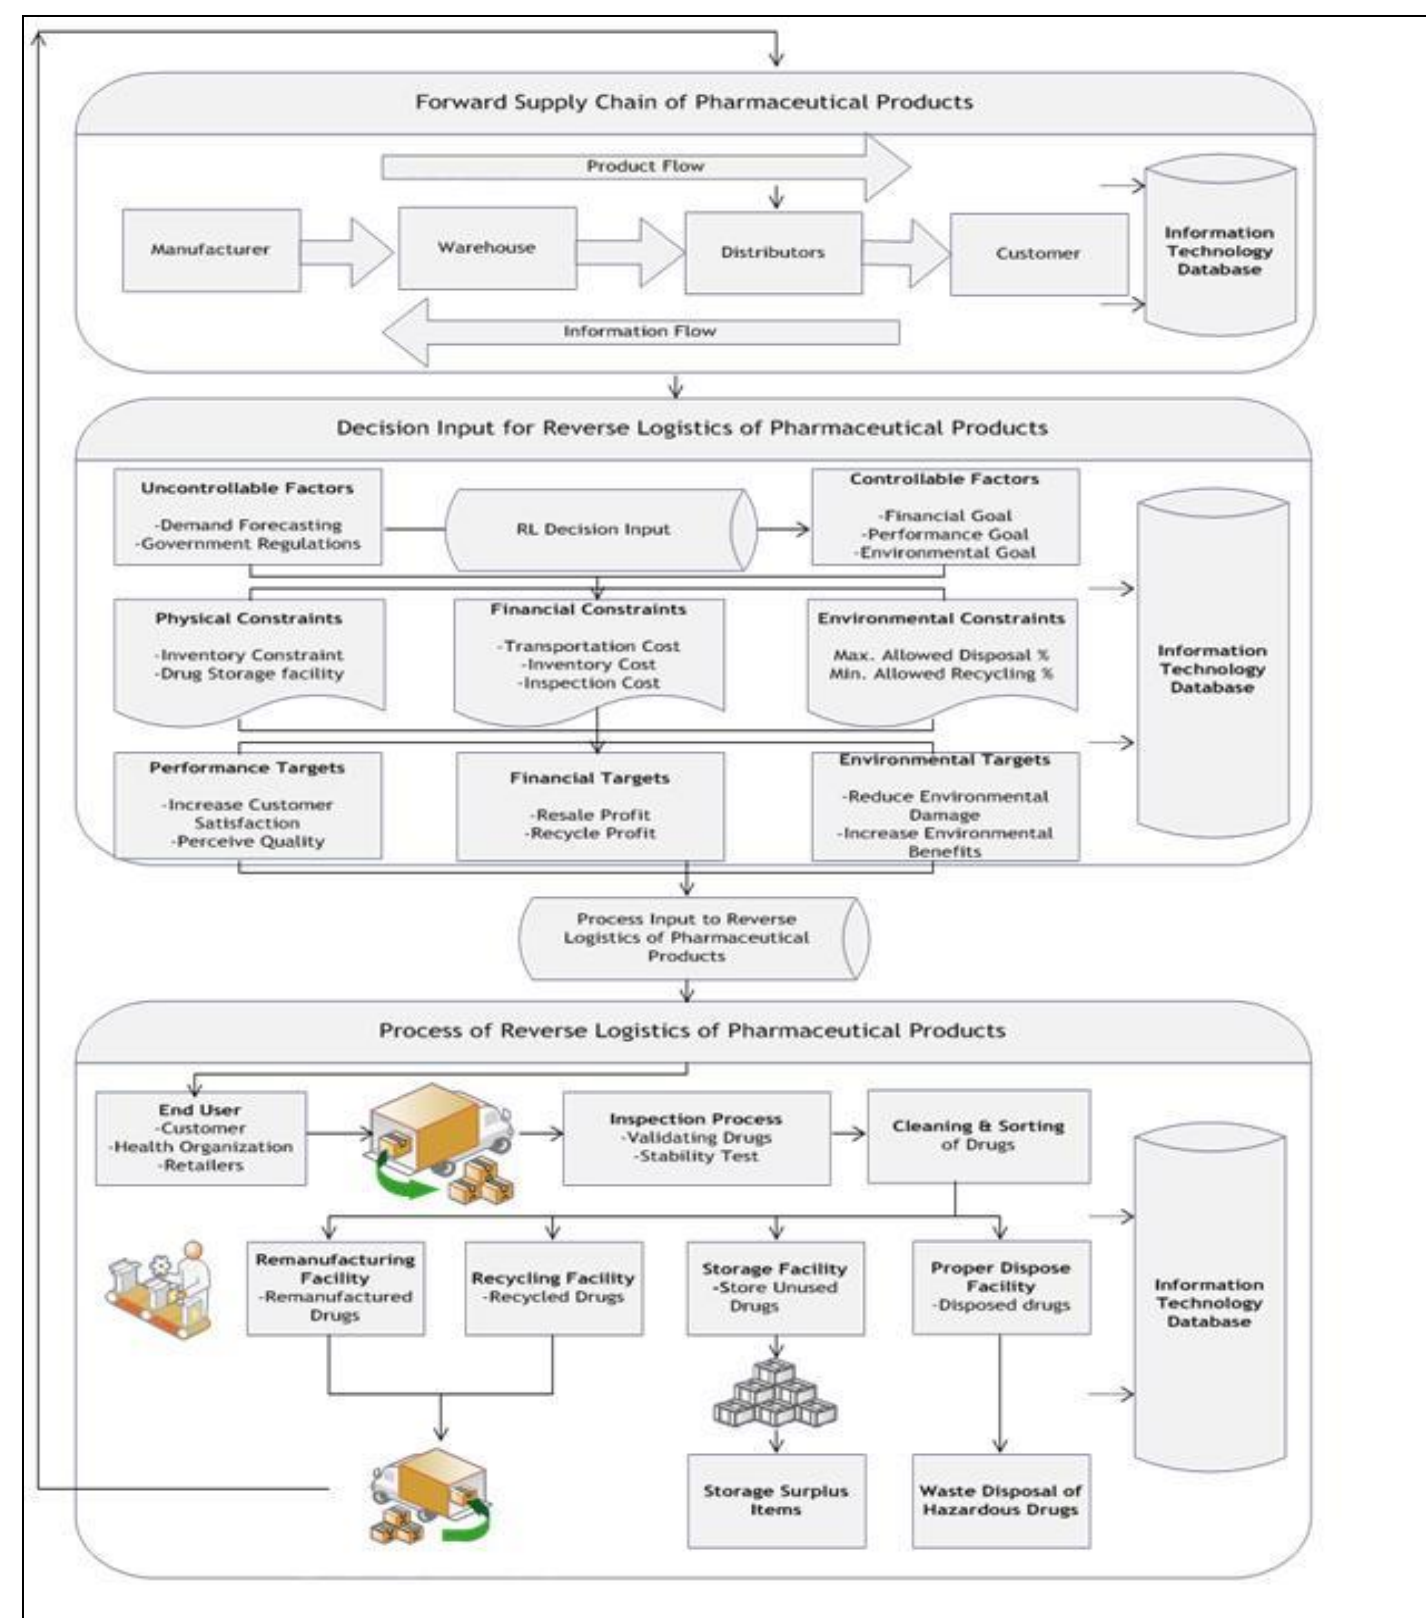 Forward Supply Chain of Pharmaceutical Products
Product Flow
Manufacturer
Warehouse
Distributors
Customer
Information
Technology
Database
Information Flow
Decision Input for Reverse Logistics of Pharmaceutical Products
Uncontrollable Factors
-Demand Forecasting
-Government Regulations
RL Decision Input
Controllable Factors
-Financial Goal
-Performance Goal
-Environmental Goal
Physical Constraints
-Inventory Constraint
-Drug Storage facility
Financial Constraints
-Transportation Cost
-Inventory Cost
-Inspection Cost
Environmental Constraints
Max. Allowed Disposal %
Min. Allowed Recycling %
Information
Technology
Database
Performance Targets
-Increase Customer
Satisfaction
-Perceive Quality
Financial Targets
-Resale Profit
-Recycle Profit
Environmental Targets
-Reduce Environmental
Damage
-Increase Environmental
Benefits
Process Input to Reverse
Logistics of Pharmaceutical
Products
Process of Reverse Logistics of Pharmaceutical Products
End User
-Customer
-Health Organization
-Retailers
Inspection Process
-Validating Drugs
-Stability Test
Cleaning & Sorting
of Drugs
Remanufacturing
Facility
-Remanufactured
Drugs
Recycling Facility
-Recycled Drugs
Storage Facility
-Store Unused
Drugs
Proper Dispose
Facility
-Disposed drugs
Information
Technology
Database
Storage Surplus
Items
Waste Disposal of
Hazardous Drugs